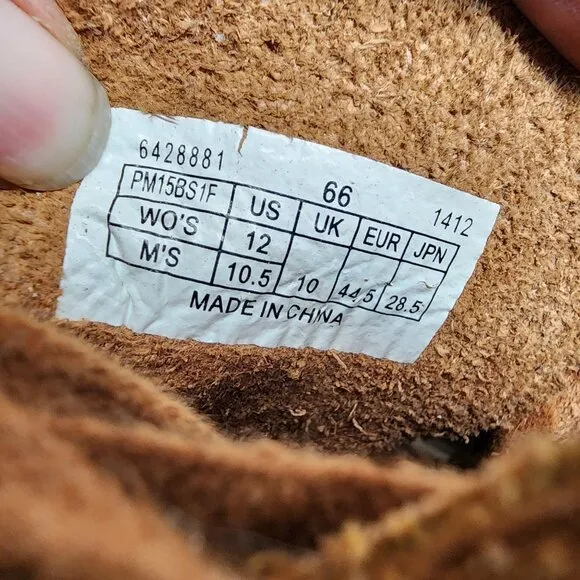 6428881 66 1412
PM15BS1F US UK EUR JPN
WO'S 12
M'S 10.5 10 44.5 28.5
MADE IN CHINA